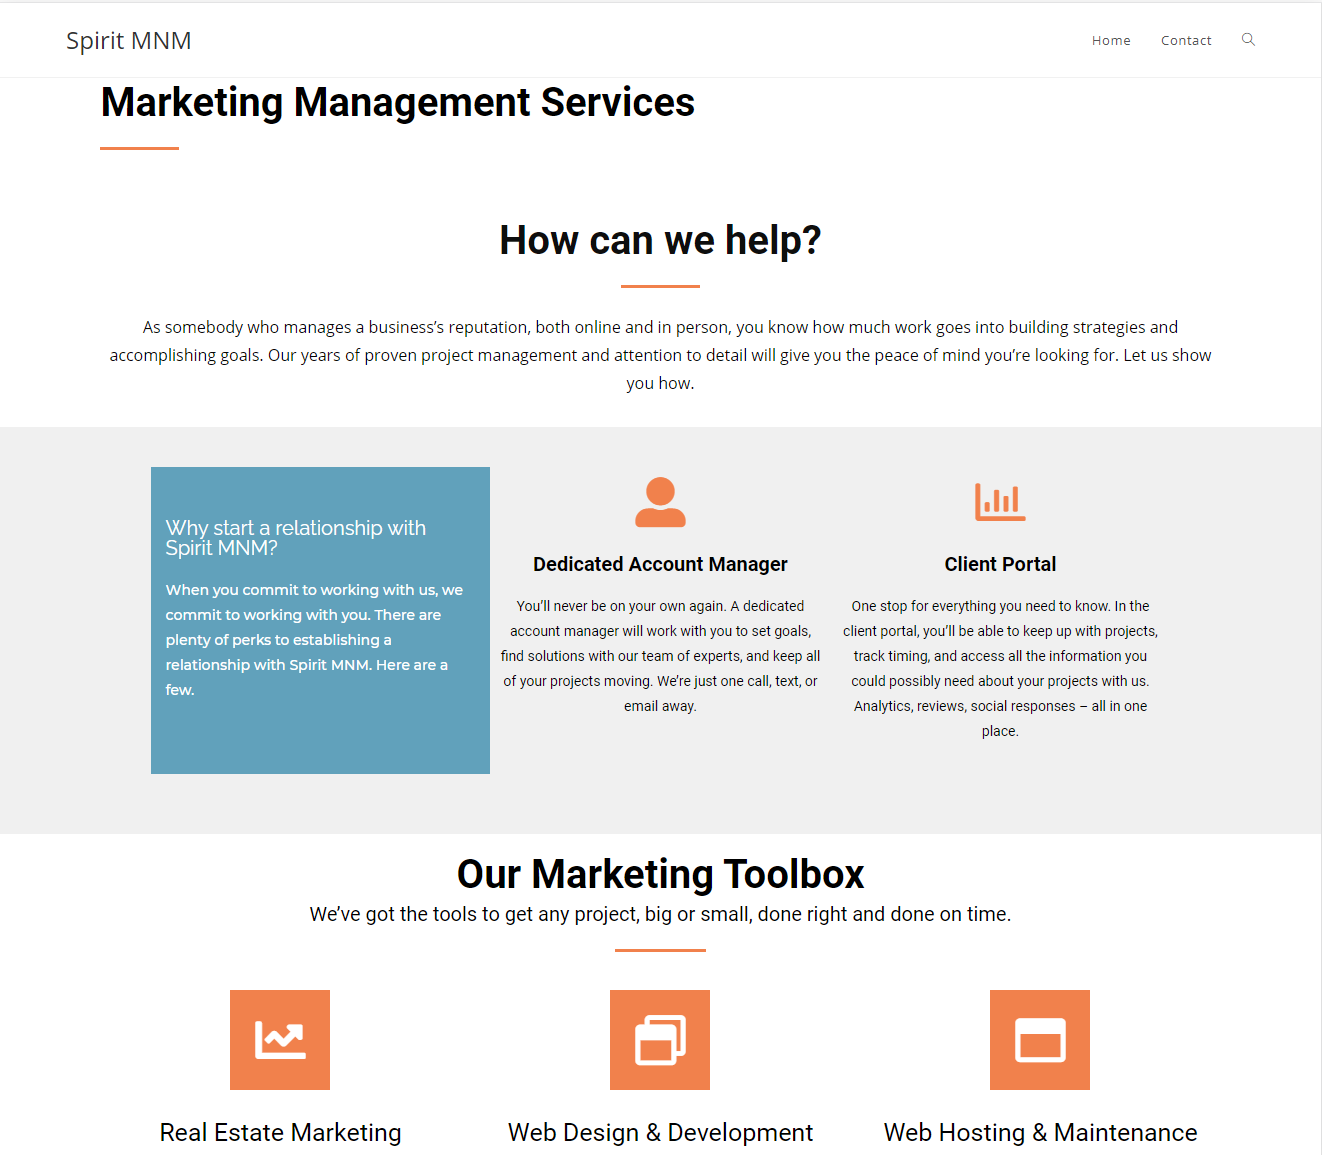 Spirit MNM
Home
Contact
Marketing Management Services
How can we help?
As somebody who manages a business’s reputation, both online and in person, you know how much work goes into building strategies and
accomplishing goals. Our years of proven project management and attention to detail will give you the peace of mind you’re looking for. Let us show
you how.
Why start a relationship with
Spirit MNM?
When you commit to working with us, we
commit to working with you. There are
plenty of perks to establishing a
relationship with Spirit MNM. Here are a
few.
Dedicated Account Manager
You’ll never be on your own again. A dedicated
account manager will work with you to set goals,
find solutions with our team of experts, and keep all
of your projects moving. We’re just one call, text, or
email away.
Client Portal
One stop for everything you need to know. In the
client portal, you’ll be able to keep up with projects,
track timing, and access all the information you
could possibly need about your projects with us.
Analytics, reviews, social responses – all in one
place.
Our Marketing Toolbox
We’ve got the tools to get any project, big or small, done right and done on time.
Real Estate Marketing
Web Design & Development
Web Hosting & Maintenance